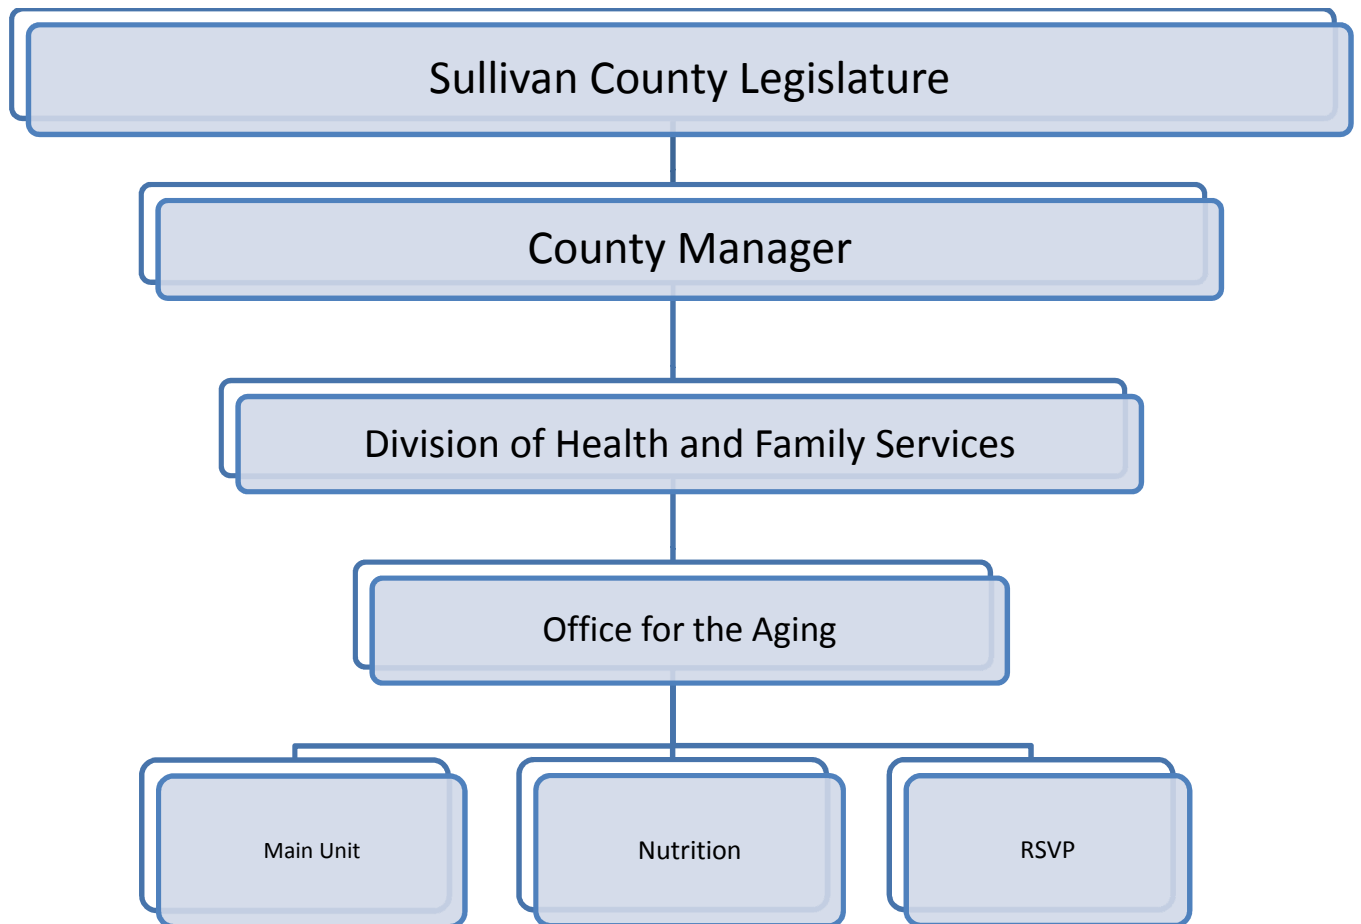 Sullivan County Legislature
County Manager
Division of Health and Family Services
Office for the Aging
Main Unit
Nutrition
RSVP